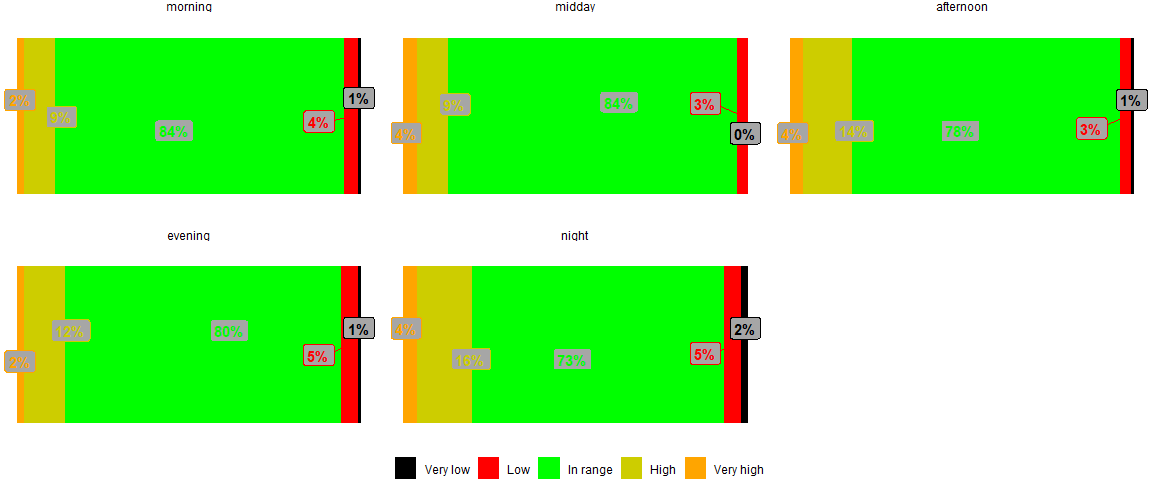 morning
midday
afternoon
2%
9%
84%
4%
1%
4%
9%
84%
3%
0%
4%
14%
78%
3%
1%
evening
night
2%
12%
80%
5%
1%
4%
16%
73%
5%
2%
Very low
Low
In range
High
Very high